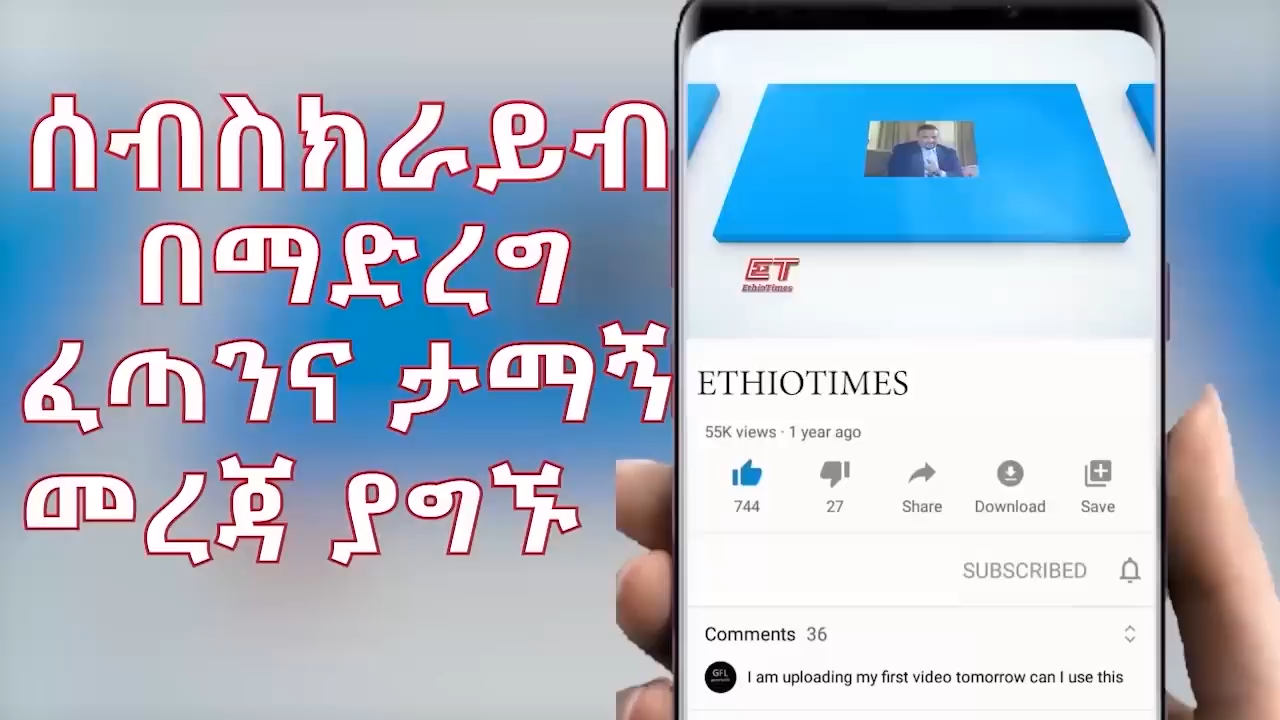 ሰብስክራይብ
በማድረግ
ፈጣንና ታማኝ
መረጃ ያግኙ
ET
EthioTimes
ETHIOTIMES
55K views · 1 year ago
744 27 Share Download Save
SUBSCRIBED
Comments 36
GFL
I am uploading my first video tomorrow can I use this